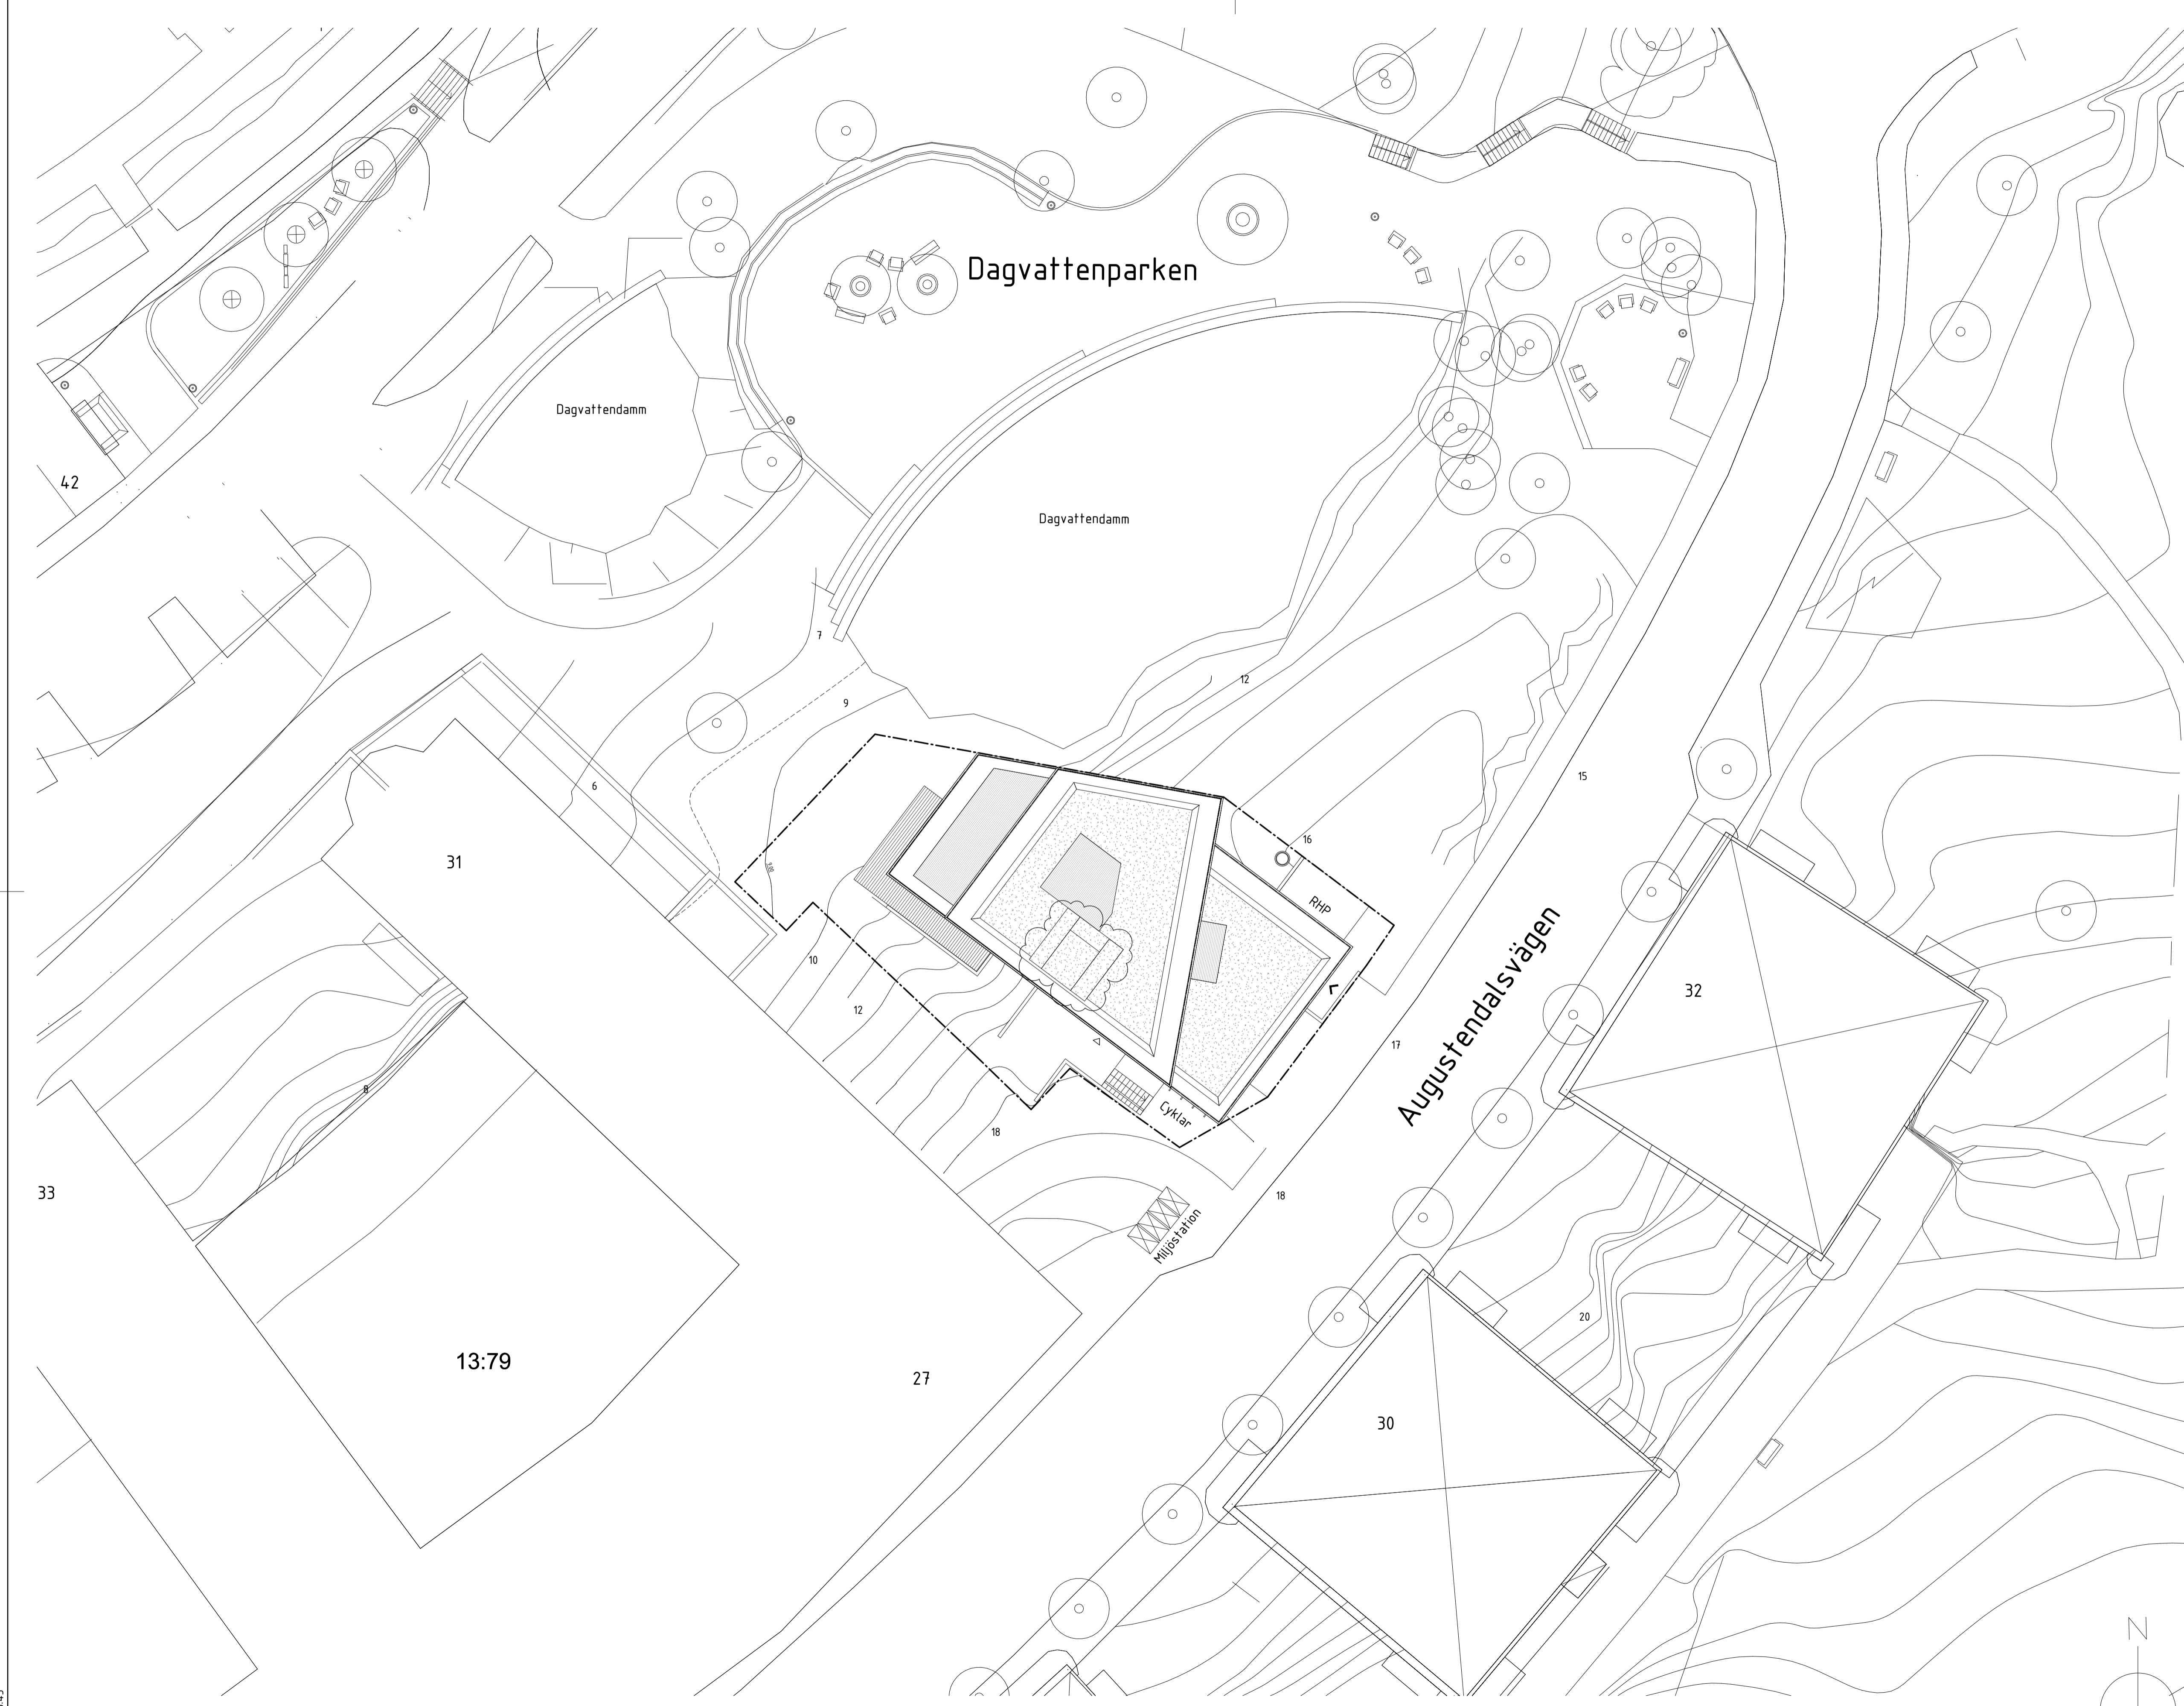 Dagvattenparken
Dagvattendamm
42
Dagvattendamm
7
12
9
15
6
16
31
RHP
10
32
12
17
Augustendalsvägen
8
Cyklar
18
33
18
Miljöstation
20
13:79
27
30
N